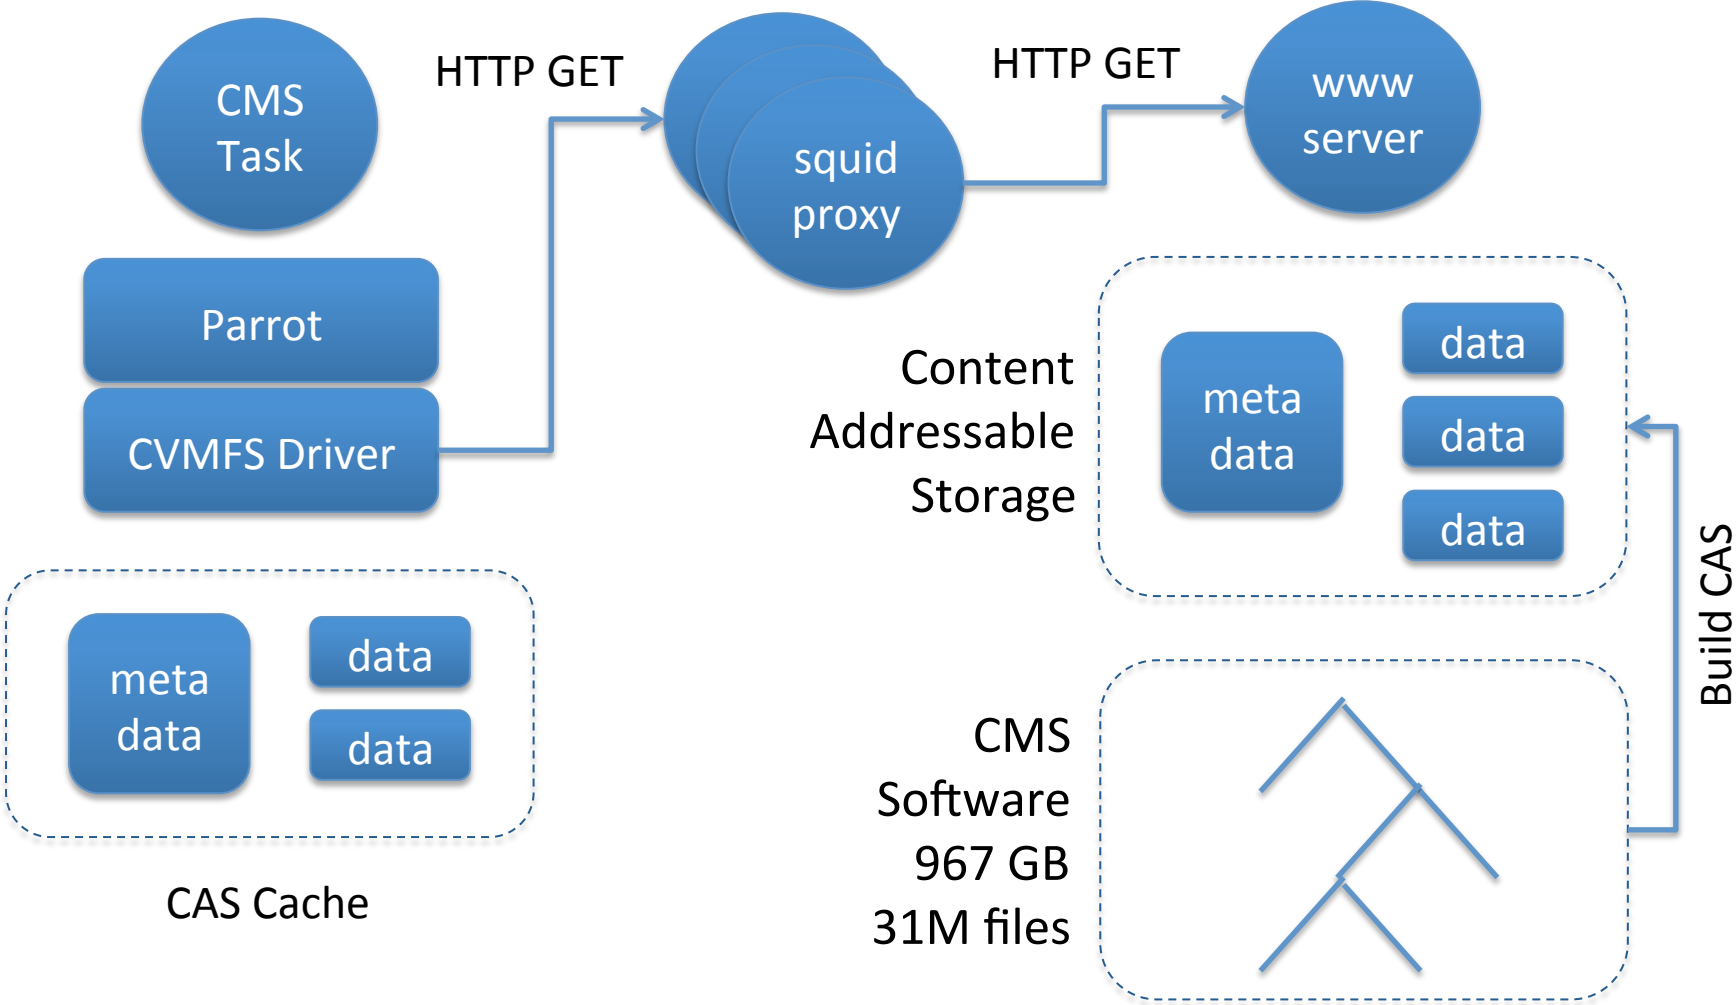 CMS
Task
HTTP GET
squid
proxy
HTTP GET
www
server
Parrot
CVMFS Driver
Content
Addressable
Storage
meta
data
data
data
data
Build CAS
meta
data
data
data
CAS Cache
CMS
Software
967 GB
31M files